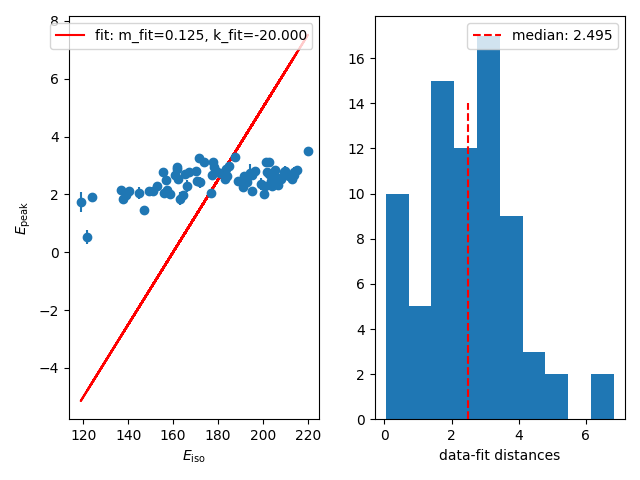 fit: m_fit=0.125, k_fit=-20.000
8
6
4
2
0
−2
−4
E_peak
120 140 160 180 200 220
E_iso
median: 2.495
16
14
12
10
8
6
4
2
0
0 2 4 6
data-fit distances